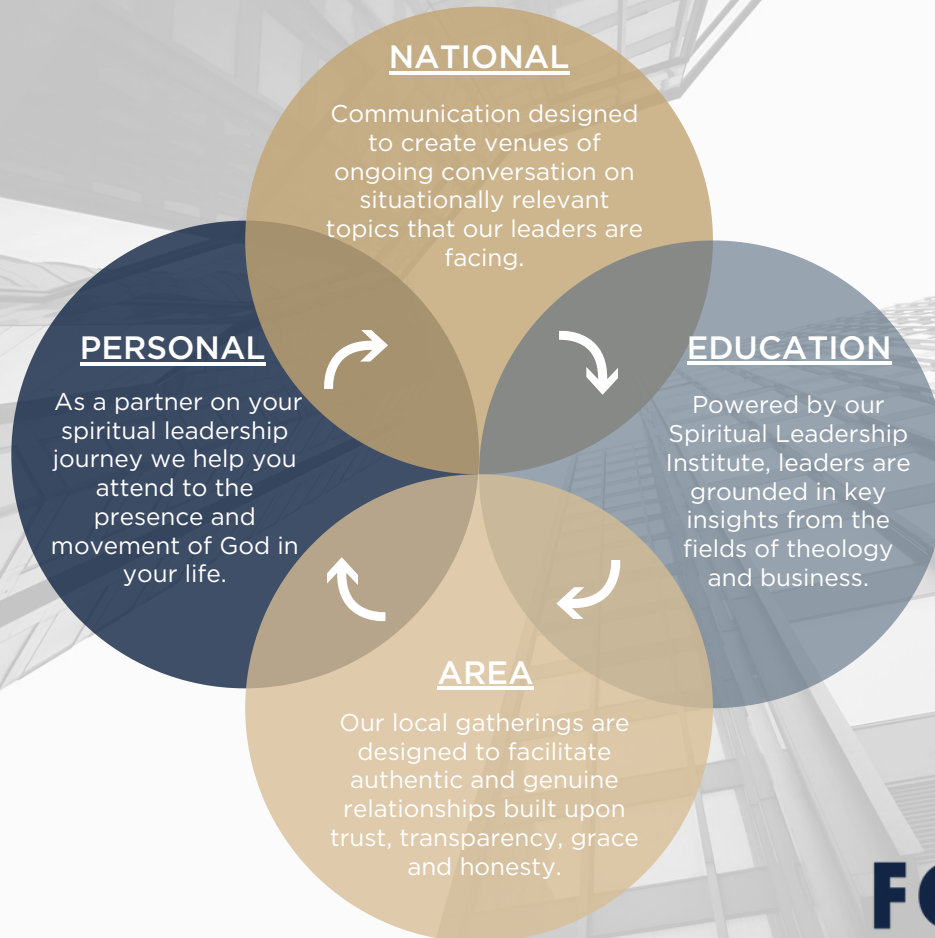 NATIONAL
Communication designed
to create venues of
ongoing conversation on
situationally relevant
topics that our leaders are
facing.
PERSONAL
As a partner on your
spiritual leadership
journey we help you
attend to the
presence and
movement of God in
your life.
EDUCATION
Powered by our
Spiritual Leadership
Institute, leaders are
grounded in key
insights from the
fields of theology
and business.
AREA
Our local gatherings are
designed to facilitate
authentic and genuine
relationships built upon
trust, transparency, grace
and honesty.